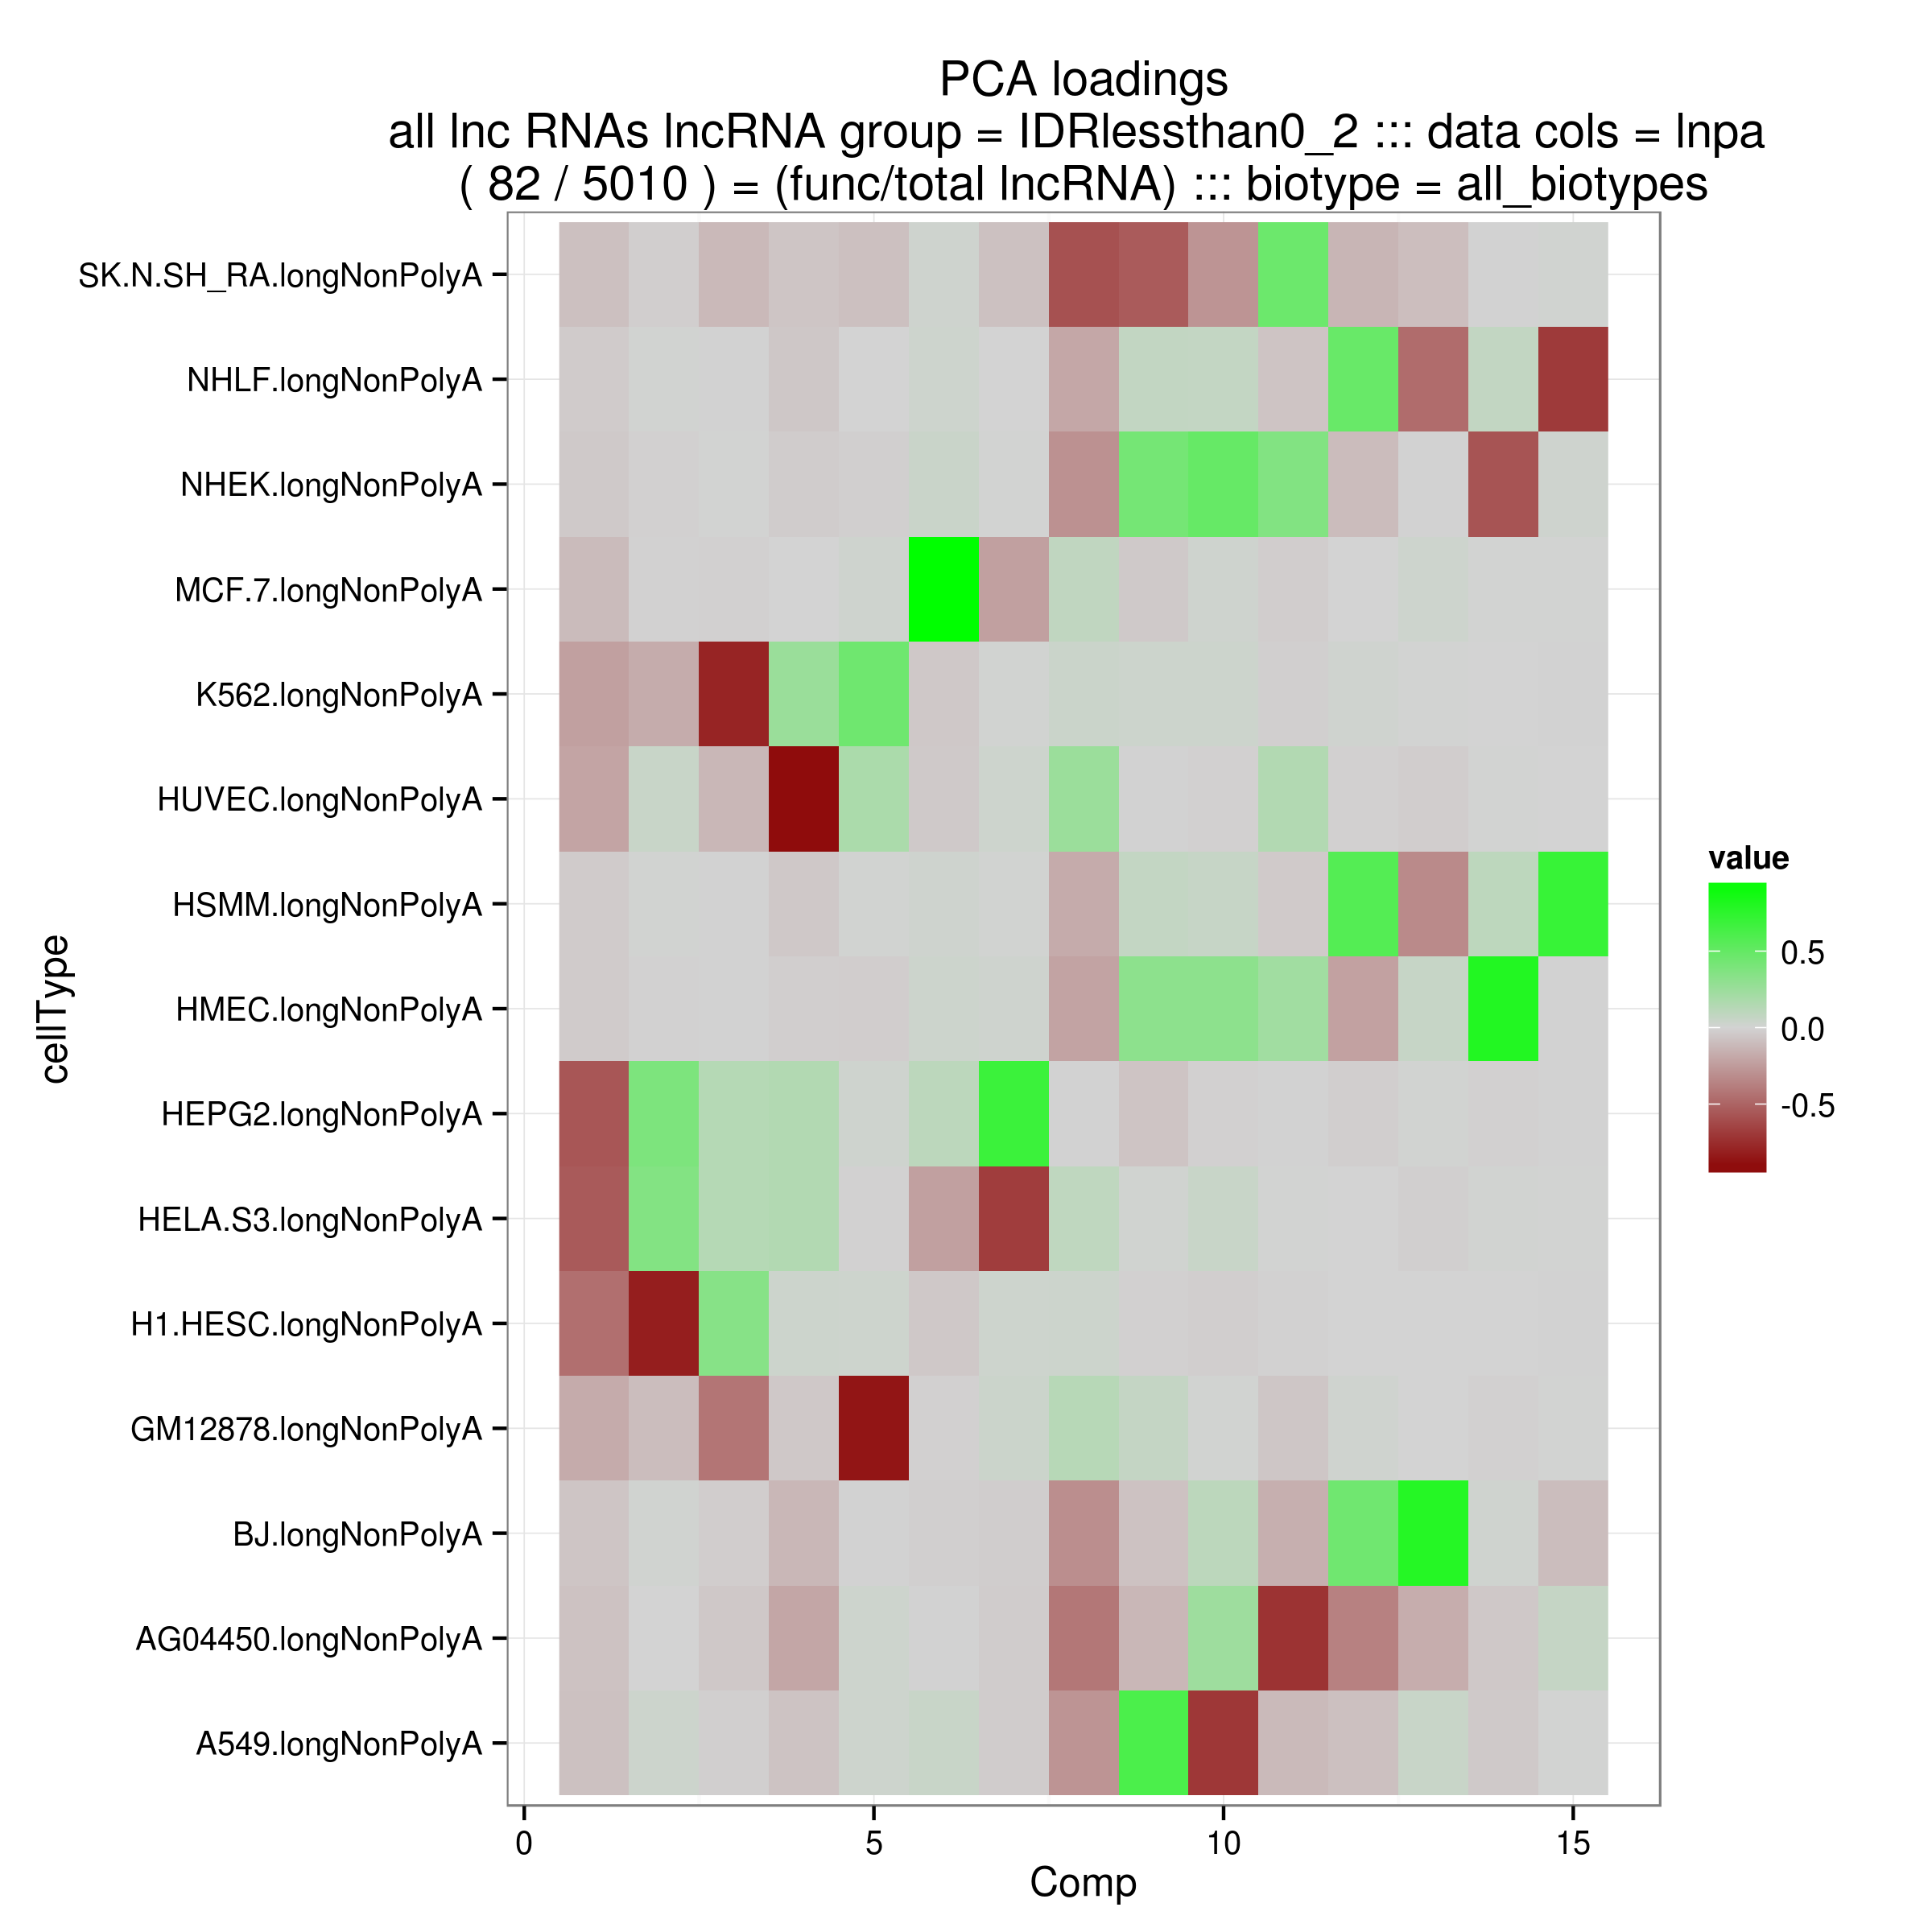 PCA loadings
all lnc RNAs lncRNA group = IDRlessthan0_2 ::: data cols = lnpa
( 82 / 5010 ) = (func/total lncRNA) ::: biotype = all_biotypes
cellType
SK.N.SH_RA.longNonPolyA
NHLF.longNonPolyA
NHEK.longNonPolyA
MCF.7.longNonPolyA
K562.longNonPolyA
HUVEC.longNonPolyA
HSMM.longNonPolyA
HMEC.longNonPolyA
HEPG2.longNonPolyA
HELA.S3.longNonPolyA
H1.HESC.longNonPolyA
GM12878.longNonPolyA
BJ.longNonPolyA
AG04450.longNonPolyA
A549.longNonPolyA
0 5 10 15
Comp
value
0.5
0.0
-0.5